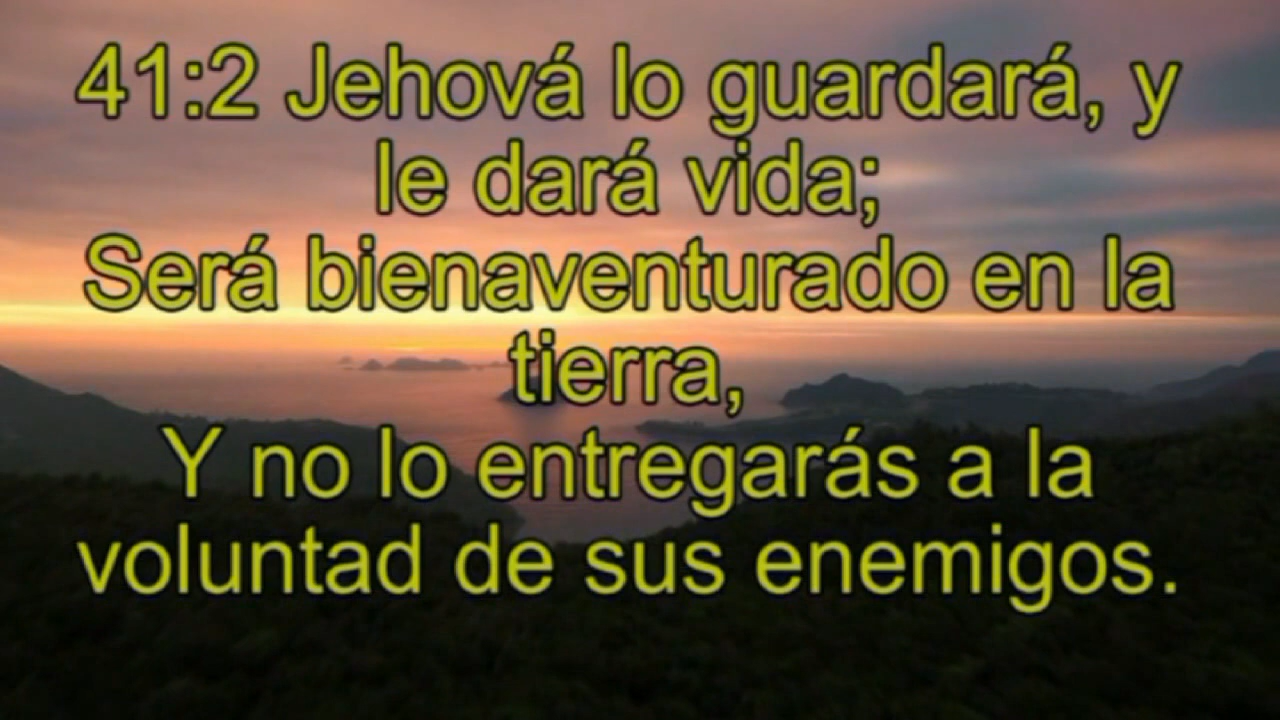 41:2 Jehová lo guardará, y
le dará vida;
Será bienaventurado en la
tierra,
Y no lo entregarás a la
voluntad de sus enemigos.